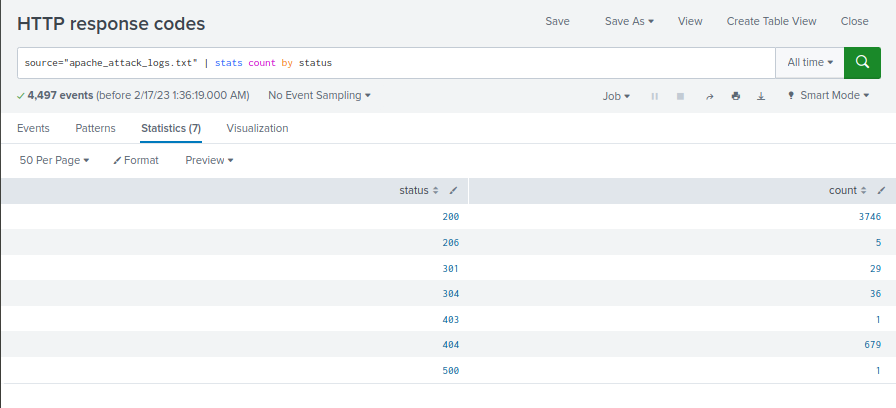 HTTP response codes
Save Save As View Create Table View Close
source="apache_attack_logs.txt" | stats count by status
All time
4,497 events (before 2/17/23 1:36:19.000 AM) No Event Sampling
Job Smart Mode
Events Patterns Statistics (7) Visualization
50 Per Page Format Preview
status count
200 3746
206 5
301 29
304 36
403 1
404 679
500 1